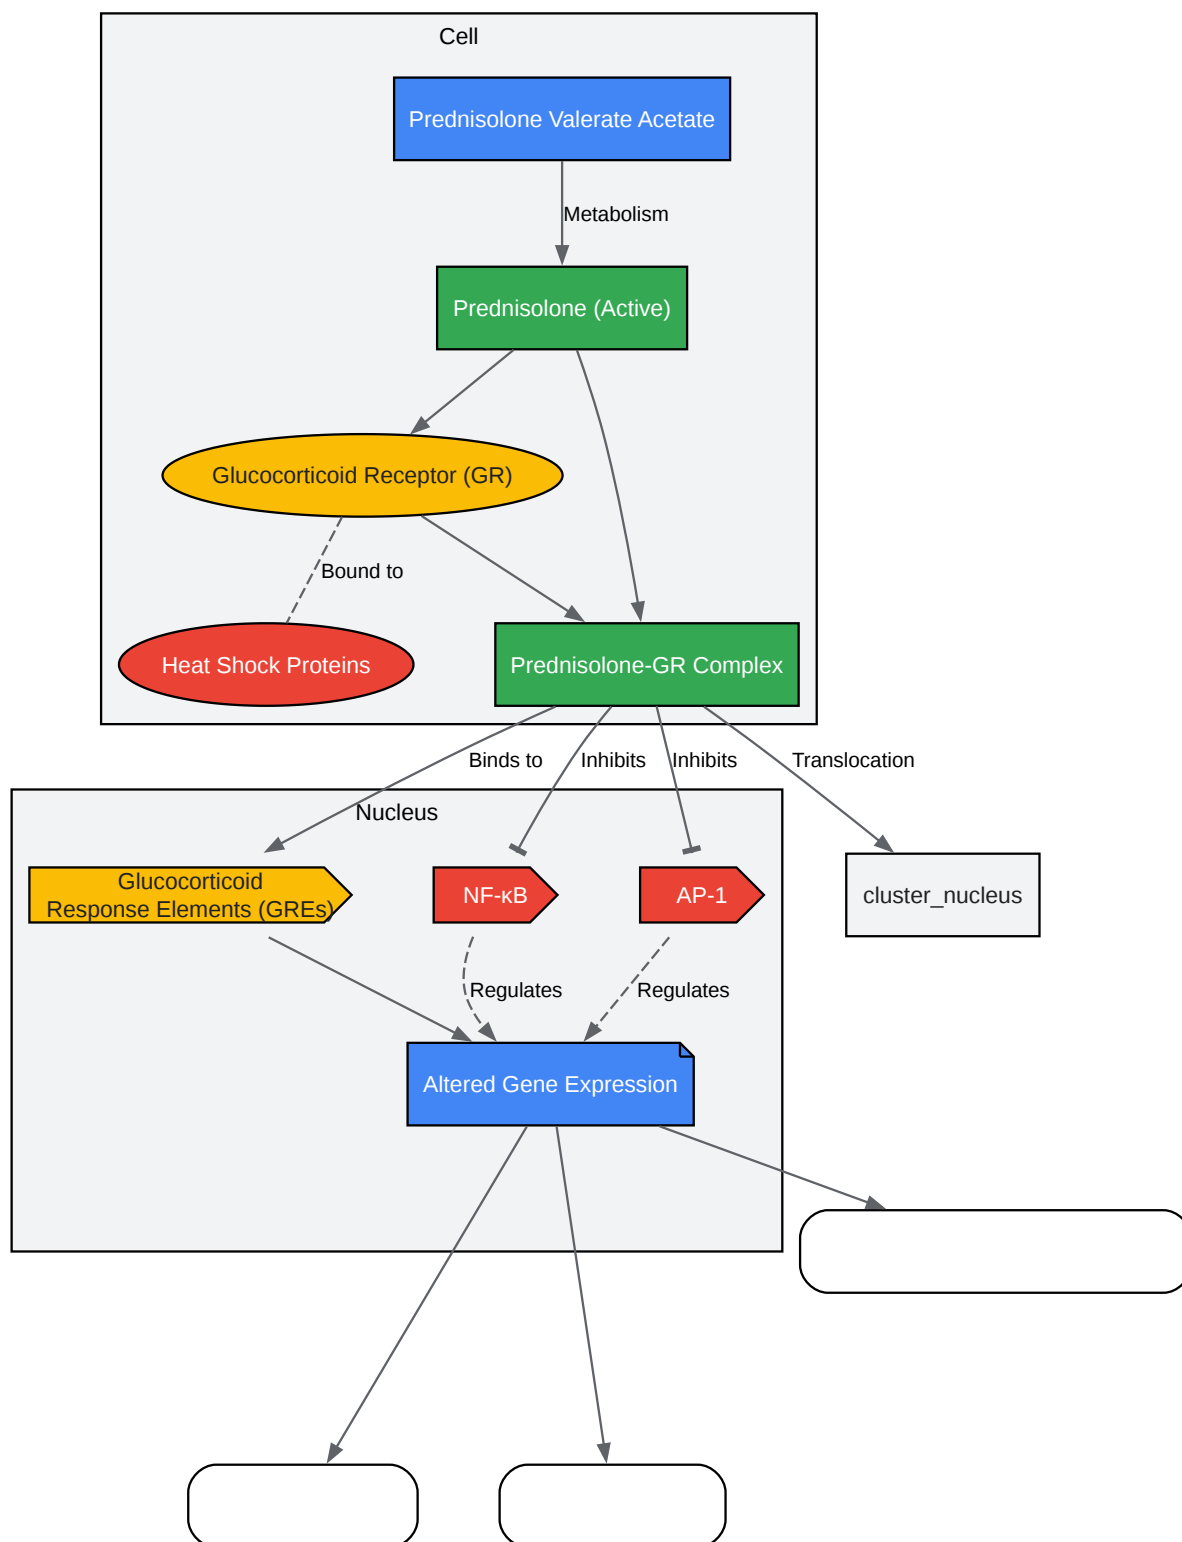 Cell
Prednisolone Valerate Acetate
Metabolism
Prednisolone (Active)
Glucocorticoid Receptor (GR)
Bound to
Heat Shock Proteins
Prednisolone-GR Complex
Binds to
Inhibits
Inhibits
Translocation
Nucleus
Glucocorticoid
Response Elements (GREs)
NF-κB
AP-1
cluster_nucleus
Regulates
Regulates
Altered Gene Expression